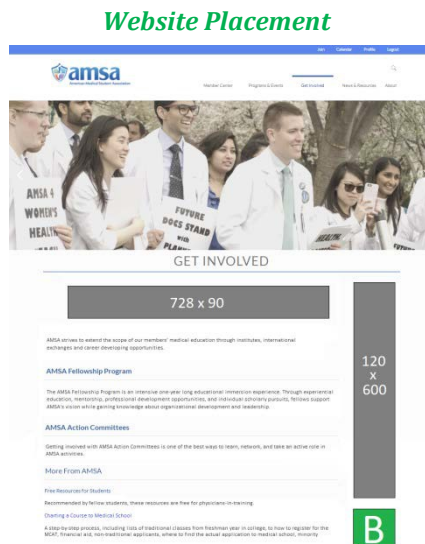 Website Placement
Join Calendar Profile Logout
amsa
American Medical Student Association
Member Center Programs & Events Get Involved News & Resources About
AMSA 4
WOMEN'S
HEALTH
FUTURE
DOCS STAND
with
GET INVOLVED
728 x 90
120
x
600
AMSA strives to extend the scope of our members' medical education through institutes, international
exchanges and career developing opportunities.
AMSA Fellowship Program
The AMSA Fellowship Program is an intensive one-year long educational immersion experience. Through experiential
education, mentorship, professional development opportunities, and individual scholarly pursuits, fellows support
AMSA's vision while gaining knowledge about organizational development and leadership
AMSA Action Committees
Getting involved with AMSA Action Committees is one of the best ways to learn, network, and take an active role in
AMSA activities.
More From AMSA
Free Resources for Students
Recommended by fellow students, these resources are free for physicians-in-training
Charting a Course to Medical School
A step-by-step process, including lists of traditional classes from freshman year in college, to how to register for the
MCAT, financial aid, non-traditional applicants, where to find the actual application to medical school, minority
B